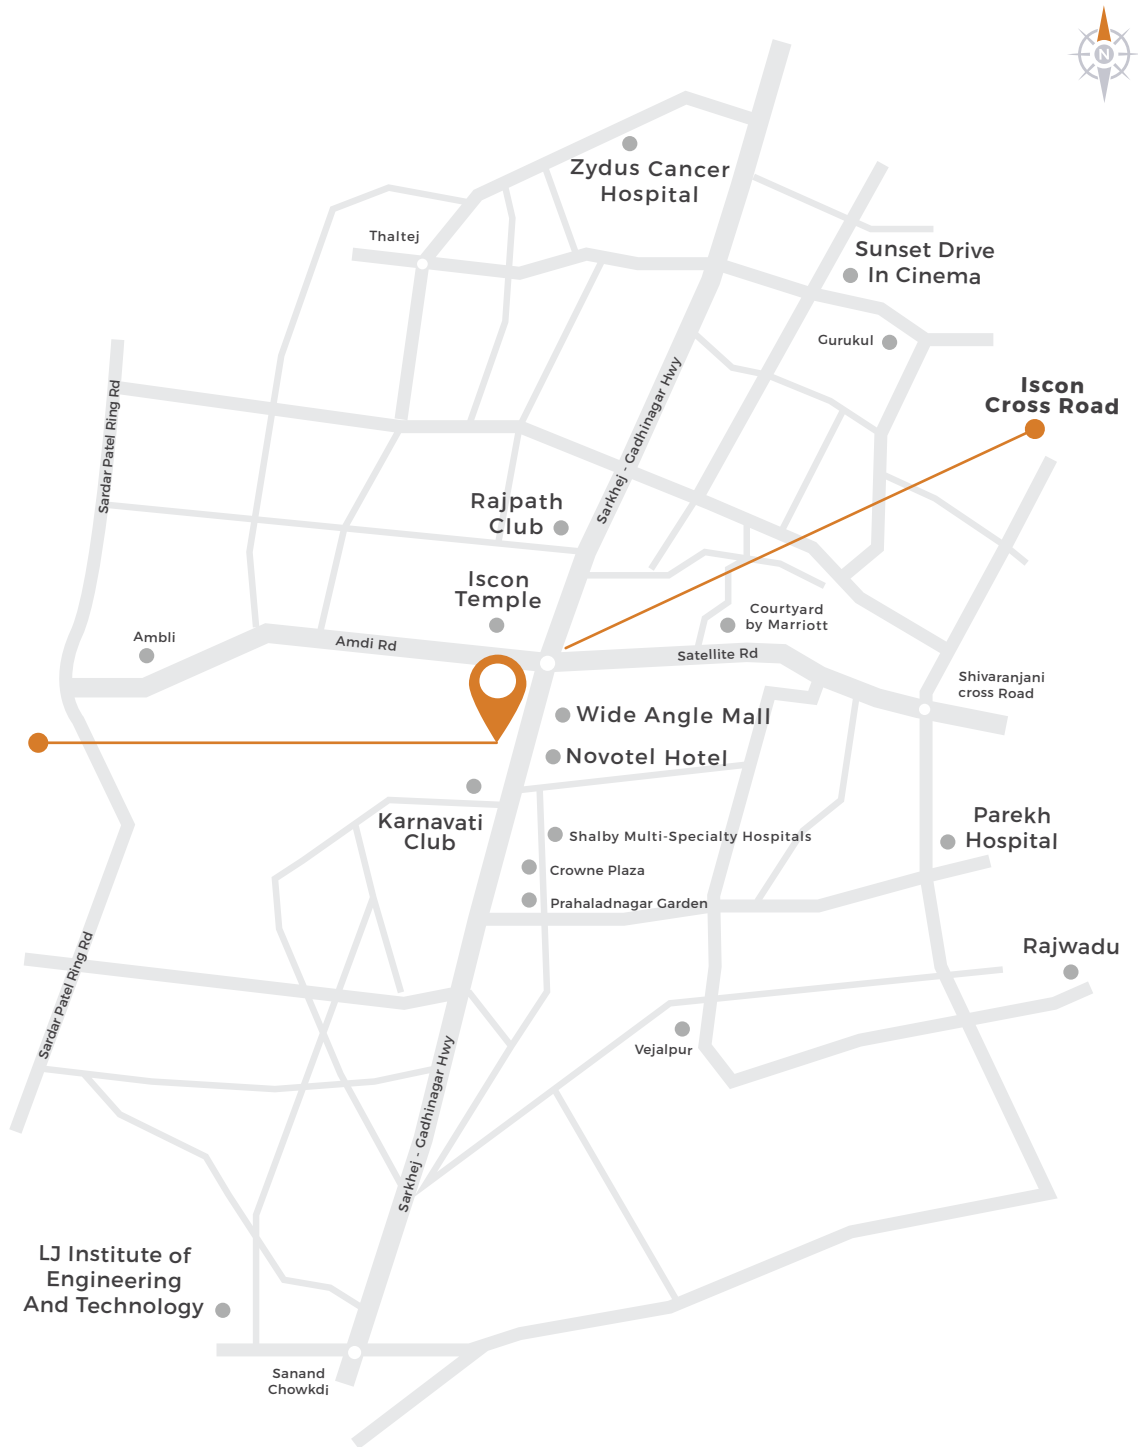 N
Zydus Cancer
Hospital
Thaltej
Sunset Drive
In Cinema
Gurukul
Iscon
Cross Road
Sardar Patel Ring Rd
Sarkhej - Gadhinagar Hwy
Rajpath
Club
Iscon
Temple
Courtyard
by Marriott
Ambli
Amdi Rd
Satellite Rd
Shivaranjani
cross Road
Wide Angle Mall
Novotel Hotel
Karnavati
Club
Shalby Multi-Specialty Hospitals
Parekh
Hospital
Crowne Plaza
Prahaladnagar Garden
Rajwadu
Sardar Patel Ring Rd
Vejalpur
Sarkhej - Gadhinagar Hwy
LJ Institute of
Engineering
And Technology
Sanand
Chowkdi